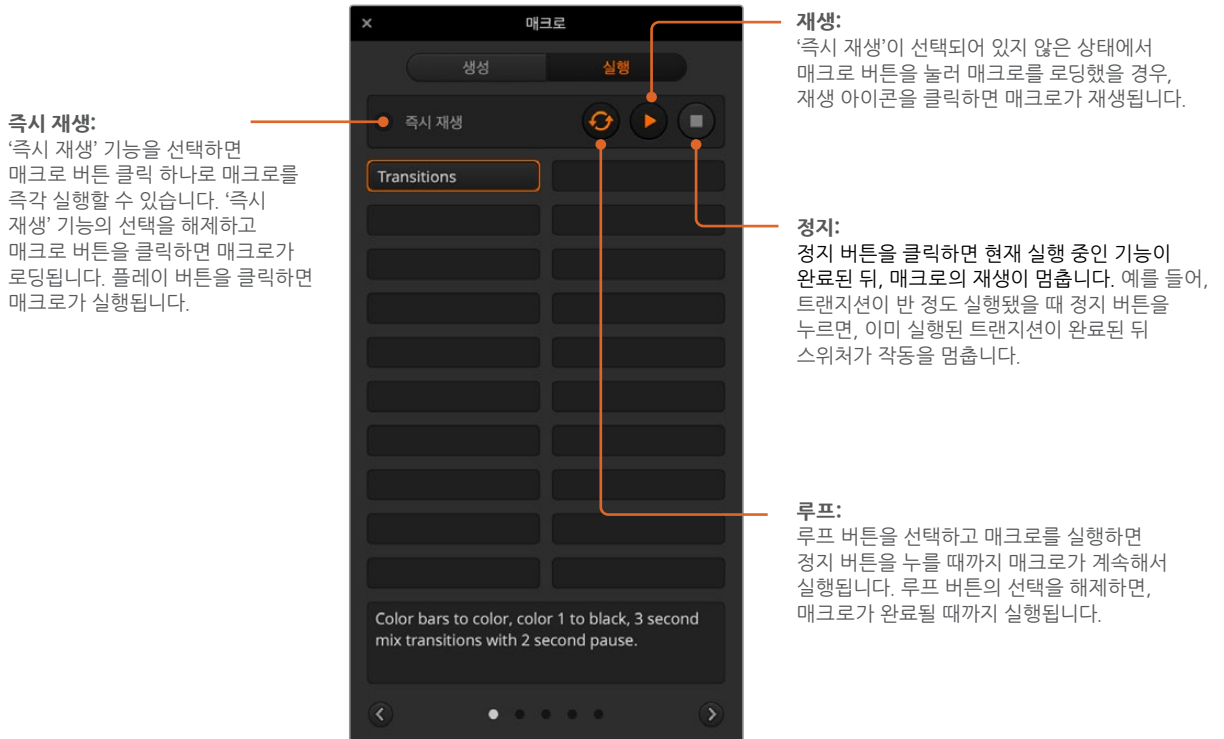 즉시 재생:
‘즉시 재생’ 기능을 선택하면
매크로 버튼 클릭 하나로 매크로를
즉각 실행할 수 있습니다. ‘즉시
재생’ 기능의 선택을 해제하고
매크로 버튼을 클릭하면 매크로가
로딩됩니다. 플레이 버튼을 클릭하면
매크로가 실행됩니다.
× 매크로
생성 실행
즉시 재생
Transitions
Color bars to color, color 1 to black, 3 second
mix transitions with 2 second pause.
재생:
‘즉시 재생’이 선택되어 있지 않은 상태에서
매크로 버튼을 눌러 매크로를 로딩했을 경우,
재생 아이콘을 클릭하면 매크로가 재생됩니다.
정지:
정지 버튼을 클릭하면 현재 실행 중인 기능이
완료된 뒤, 매크로의 재생이 멈춥니다. 예를 들어,
트랜지션이 반 정도 실행됐을 때 정지 버튼을
누르면, 이미 실행된 트랜지션이 완료된 뒤
스위처가 작동을 멈춥니다.
루프:
루프 버튼을 선택하고 매크로를 실행하면
정지 버튼을 누를 때까지 매크로가 계속해서
실행됩니다. 루프 버튼의 선택을 해제하면,
매크로가 완료될 때까지 실행됩니다.